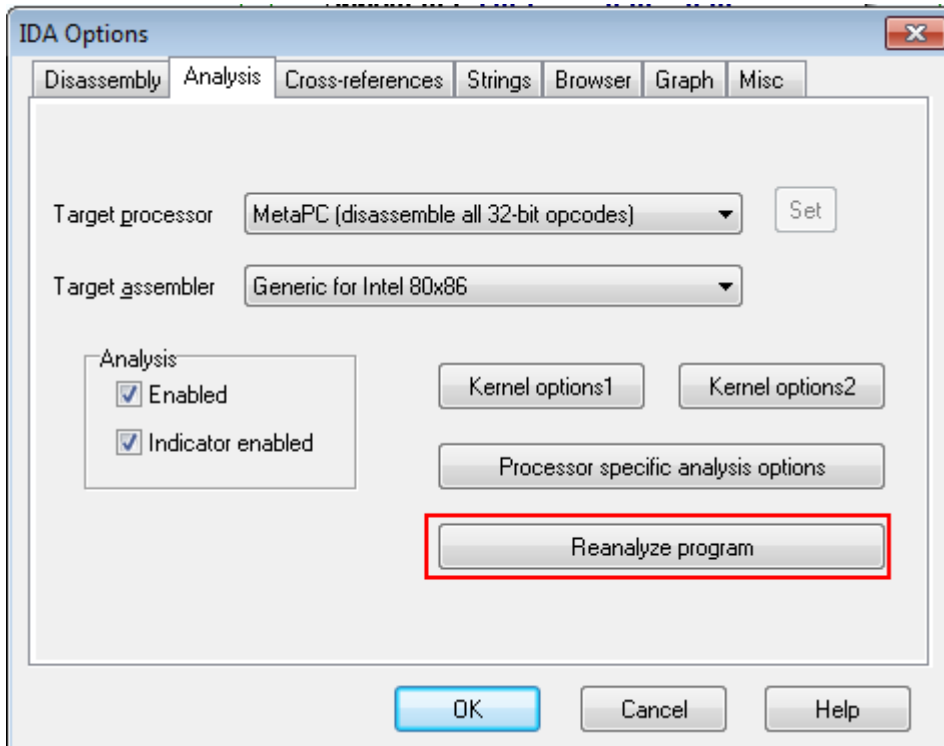 IDA Options
Disassembly Analysis Cross-references Strings Browser Graph Misc
Target processor MetaPC (disassemble all 32-bit opcodes) Set
Target assembler Generic for Intel 80x86
Analysis
Enabled
Indicator enabled
Kernel options1 Kernel options2
Processor specific analysis options
Reanalyze program
OK Cancel Help